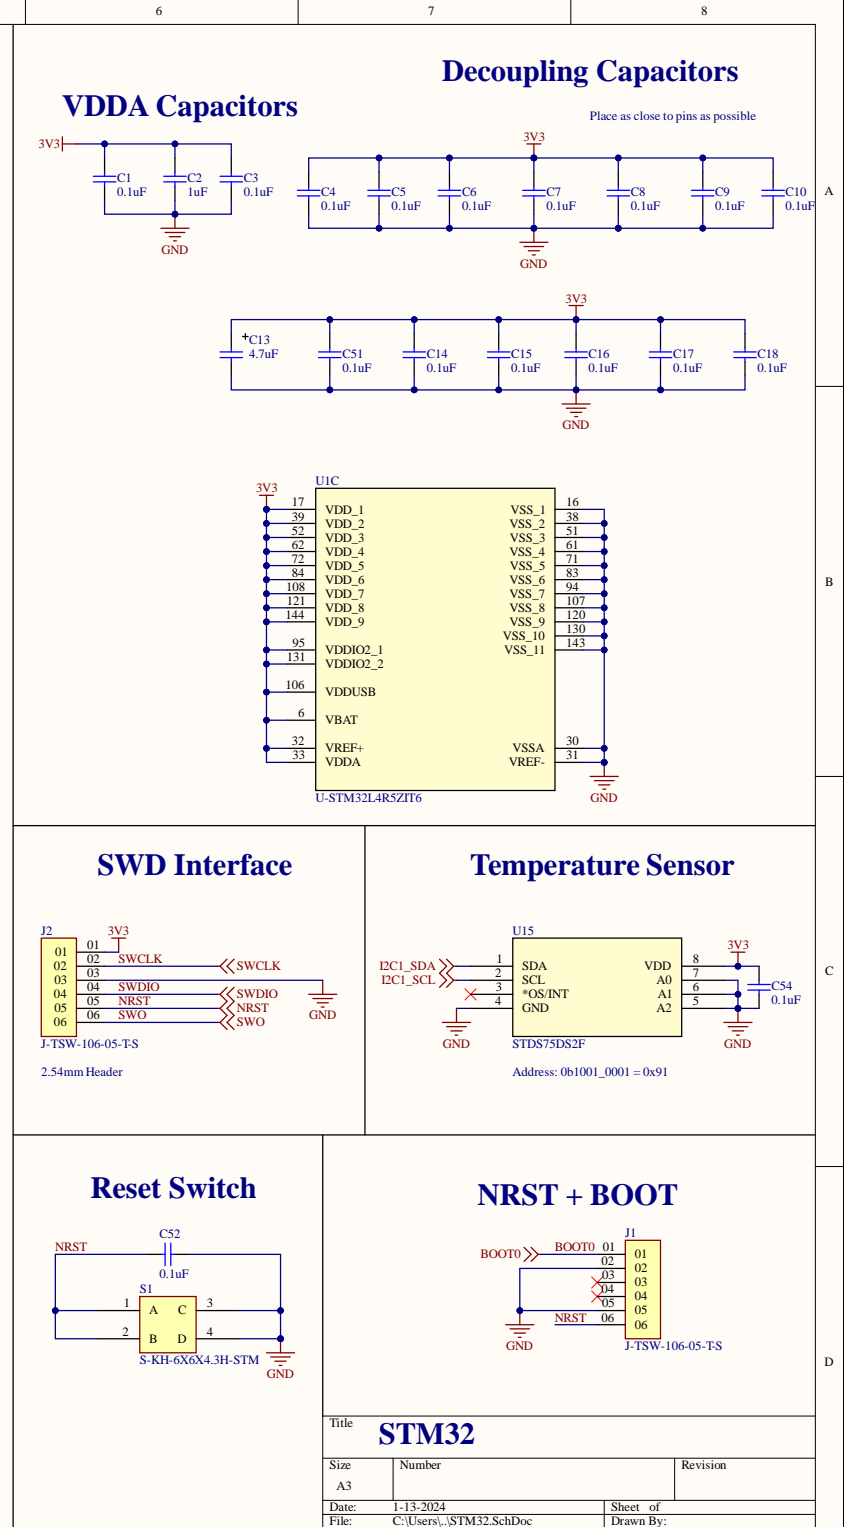 6 7 8
Decoupling Capacitors
VDDA Capacitors
Place as close to pins as possible
3V3
C1
0.1uF
C2
1uF
C3
0.1uF
GND
3V3
C4
0.1uF
C5
0.1uF
C6
0.1uF
C7
0.1uF
C8
0.1uF
C9
0.1uF
C10
0.1uF
GND
A
3V3
+
C13
4.7uF
C51
0.1uF
C14
0.1uF
C15
0.1uF
C16
0.1uF
C17
0.1uF
C18
0.1uF
GND
U1C
3V3
17 VDD_1 VSS_1 16
39 VDD_2 VSS_2 38
52 VDD_3 VSS_3 51
62 VDD_4 VSS_4 61
72 VDD_5 VSS_5 71
84 VDD_6 VSS_6 83
108 VDD_7 VSS_7 94
121 VDD_8 VSS_8 107
144 VDD_9 VSS_9 120
VSS_10 130
95 VDDIO2_1 VSS_11 143
131 VDDIO2_2
106 VDDUSB
6 VBAT
32 VREF+ VSSA 30
33 VDDA VREF- 31
GND
U-STM32L4R5ZIT6
B
SWD Interface
J2
3V3
01 01
02 02 SWCLK SWCLK
03 03
04 04 SWDIO SWDIO
05 05 NRST NRST
06 06 SWO SWO
GND
J-TSW-106-05-T-S
2.54mm Header
Temperature Sensor
U15
3V3
I2C1_SDA 1 SDA VDD 8
I2C1_SCL 2 SCL A0 7
3 *OS/INT A1 6
4 GND A2 5
C54
0.1uF
GND
GND
STDS75DS2F
Address: 0b1001_0001 = 0x91
C
Reset Switch
C52
NRST
0.1uF
S1
1 A C 3
2 B D 4
S-KH-6X6X4.3H-STM
GND
NRST + BOOT
J1
BOOT0 BOOT0 01 01
02 02
03 03
04 04
05 05
NRST 06 06
GND
J-TSW-106-05-T-S
D
Title
STM32
Size Number Revision
A3
Date: 1-13-2024 Sheet of
File: C:\Users\..\STM32.SchDoc Drawn By: